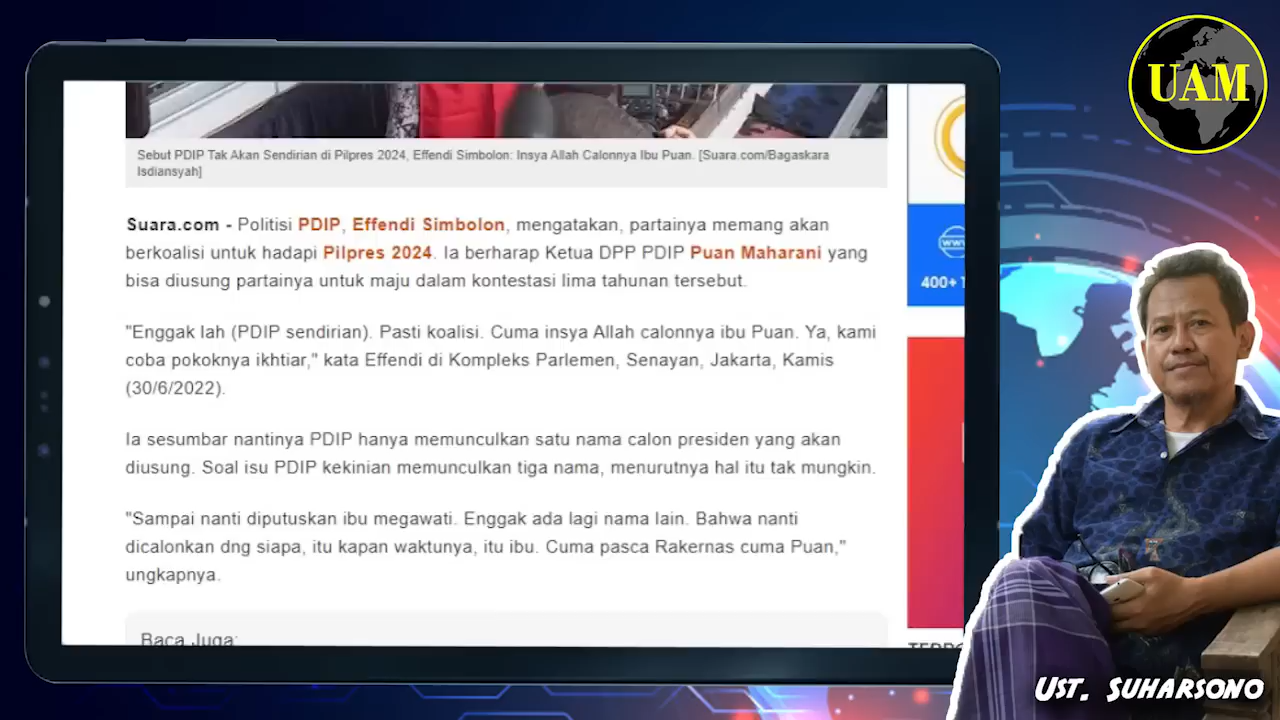 UAM
Sebut PDIP Tak Akan Sendirian di Pilpres 2024, Effendi Simbolon: Insya Allah Calonnya Ibu Puan. [Suara.com/Bagaskara
Isdiansyah]
Suara.com - Politisi PDIP, Effendi Simbolon, mengatakan, partainya memang akan
berkoalisi untuk hadapi Pilpres 2024. Ia berharap Ketua DPP PDIP Puan Maharani yang
bisa diusung partainya untuk maju dalam kontestasi lima tahunan tersebut.
"Enggak lah (PDIP sendirian). Pasti koalisi. Cuma insya Allah calonnya ibu Puan. Ya, kami
coba pokoknya ikhtiar," kata Effendi di Kompleks Parlemen, Senayan, Jakarta, Kamis
(30/6/2022).
Ia sesumbar nantinya PDIP hanya memunculkan satu nama calon presiden yang akan
diusung. Soal isu PDIP kekinian memunculkan tiga nama, menurutnya hal itu tak mungkin.
"Sampai nanti diputuskan ibu megawati. Enggak ada lagi nama lain. Bahwa nanti
dicalonkan dng siapa, itu kapan waktunya, itu ibu. Cuma pasca Rakernas cuma Puan,"
ungkapnya.
Baca Juga:
www
400+
UST. SUHARSONO